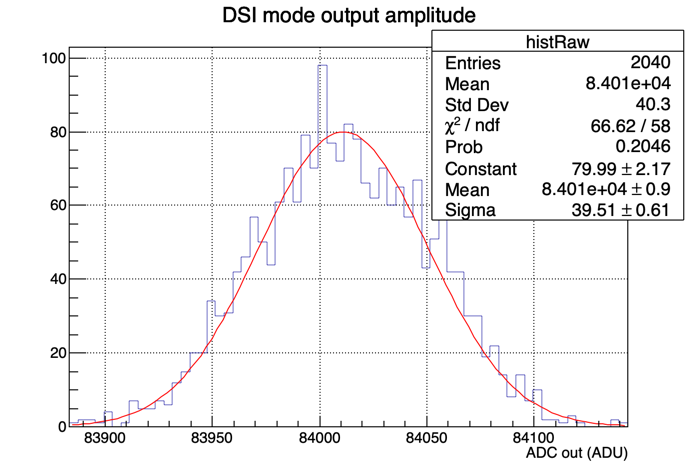 DSI mode output amplitude
histRaw
Entries 2040
Mean 8.401e+04
Std Dev 40.3
χ² / ndf 66.62 / 58
Prob 0.2046
Constant 79.99 ± 2.17
Mean 8.401e+04 ± 0.9
Sigma 39.51 ± 0.61
100
80
60
40
20
0
83900 83950 84000 84050 84100
ADC out (ADU)